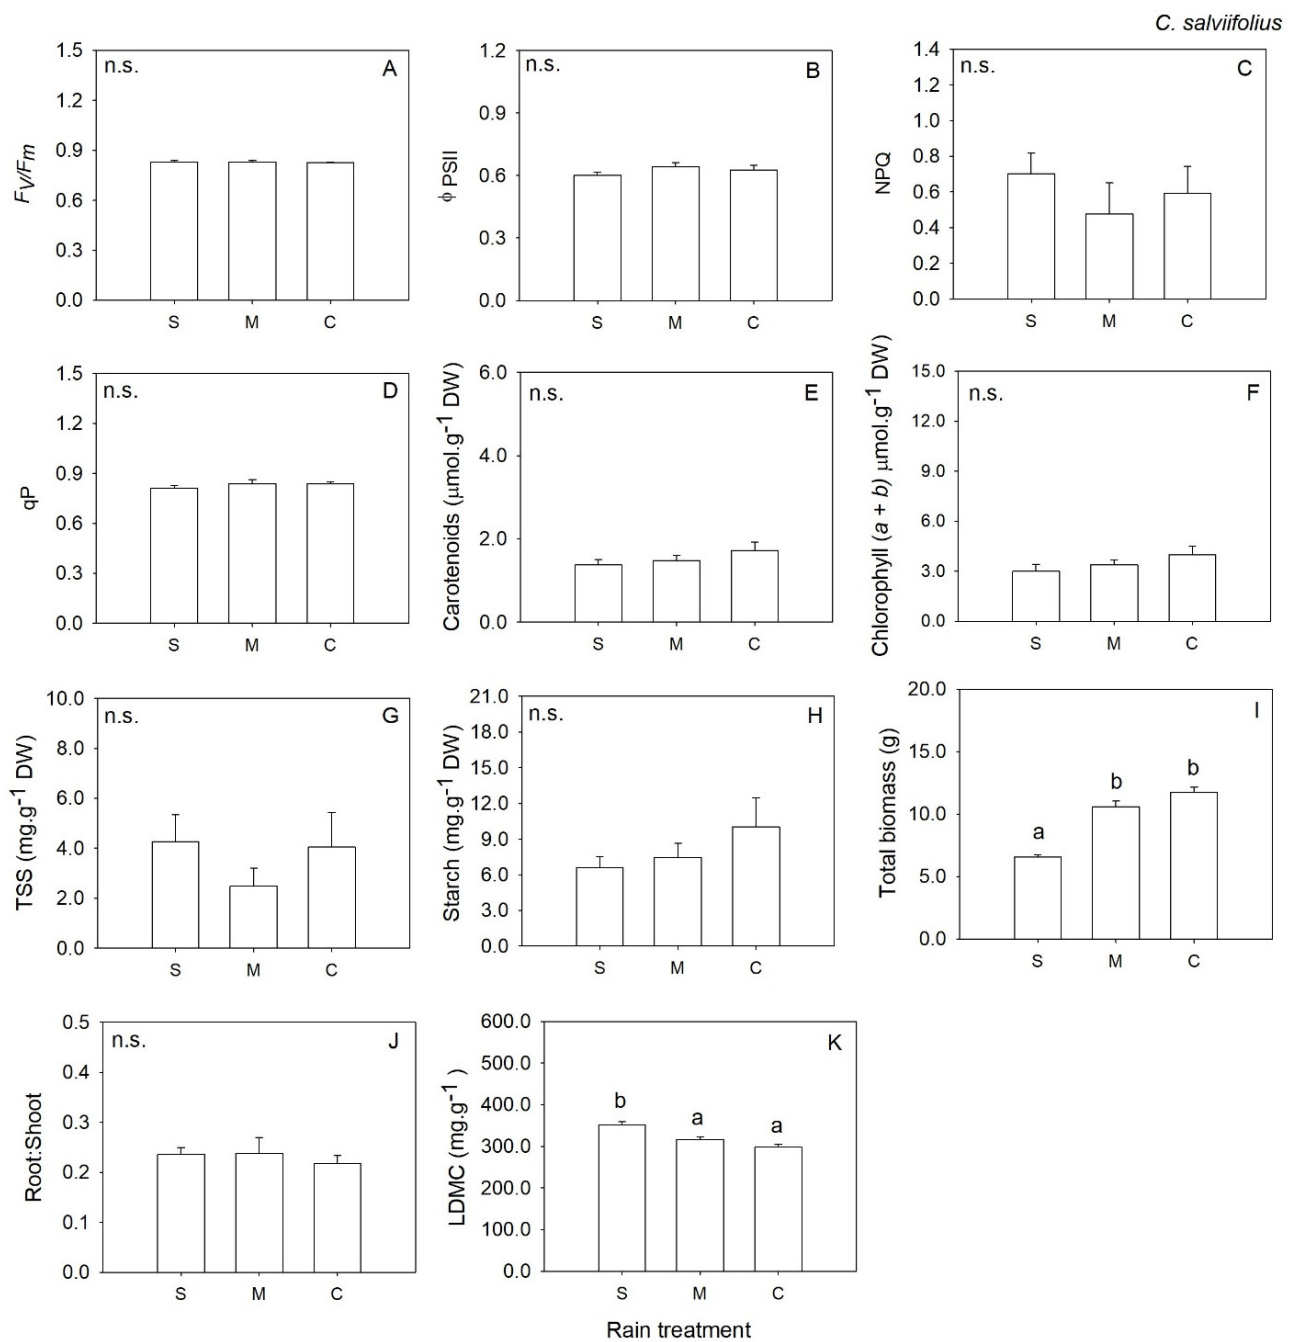 C. salviifolius
1.5
1.2
0.9
0.6
0.3
0.0
Fv/Fm
n.s.
A
S M C
1.2
0.9
0.6
0.3
0.0
ϕ PSII
n.s.
B
S M C
1.4
1.2
1.0
0.8
0.6
0.4
0.2
0.0
NPQ
n.s.
C
S M C
1.5
1.2
0.9
0.6
0.3
0.0
qP
n.s.
D
S M C
6.0
4.0
2.0
0.0
Carotenoids (μmol.g⁻¹ DW)
n.s.
E
S M C
15.0
12.0
9.0
6.0
3.0
0.0
Chlorophyll (a + b) μmol.g⁻¹ DW)
n.s.
F
S M C
10.0
8.0
6.0
4.0
2.0
0.0
TSS (mg.g⁻¹ DW)
n.s.
G
S M C
21.0
18.0
15.0
12.0
9.0
6.0
3.0
0.0
Starch (mg.g⁻¹ DW)
n.s.
H
S M C
20.0
15.0
10.0
5.0
0.0
Total biomass (g)
I
a b b
S M C
0.5
0.4
0.3
0.2
0.1
0.0
Root:Shoot
n.s.
J
S M C
600.0
500.0
400.0
300.0
200.0
100.0
0.0
LDMC (mg.g⁻¹ )
K
b a a
S M C
Rain treatment